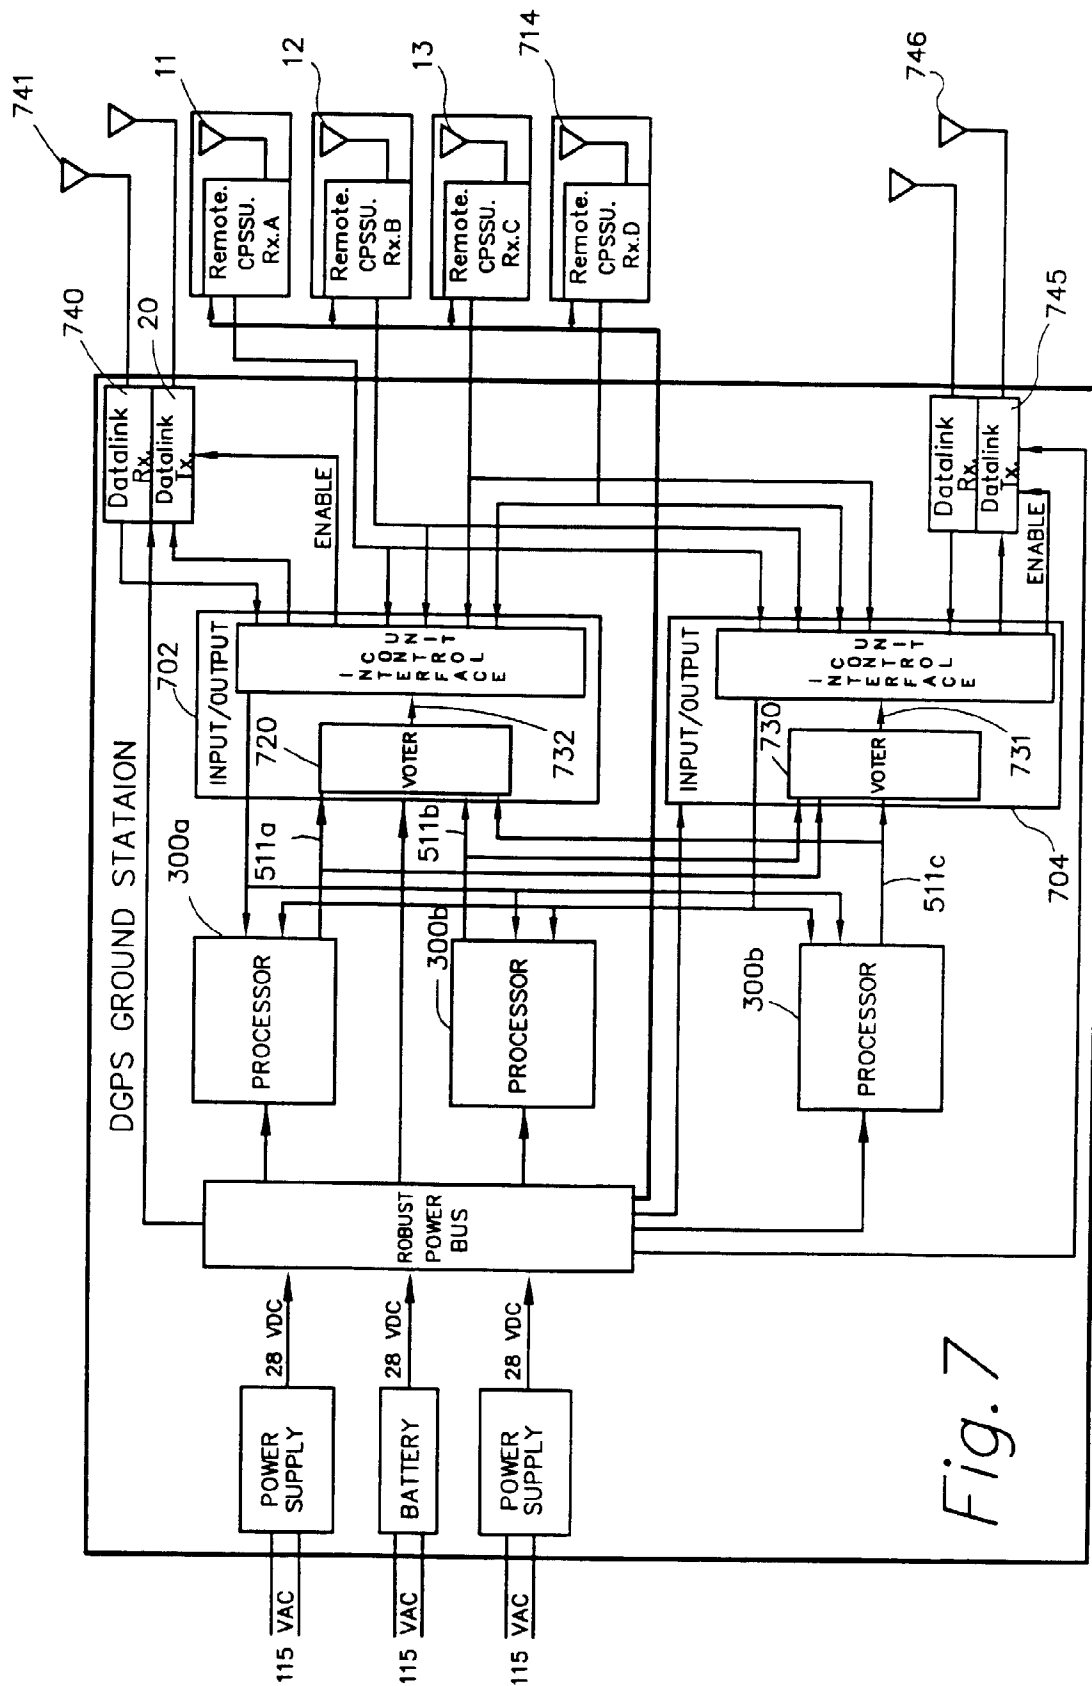 DGPS GROUND STATAION
741
740
20
11
12
13
714
746
745
Datalink
Rx.
Datalink
Tx.
ENABLE
Remote.
CPSSU.
Rx.A
Remote.
CPSSU.
Rx.B
Remote.
CPSSU.
Rx.C
Remote.
CPSSU.
Rx.D
Datalink
Rx.
Datalink
Tx.
ENABLE
702
INPUT/OUTPUT
INTERFACE
CONTROL
UNIT
720
VOTER
732
INPUT/OUTPUT
INTERFACE
CONTROL
UNIT
730
VOTER
731
704
300a
511a
PROCESSOR
300b
511b
PROCESSOR
300b
511c
PROCESSOR
ROBUST
POWER
BUS
28 VDC
28 VDC
28 VDC
POWER
SUPPLY
BATTERY
POWER
SUPPLY
115 VAC
115 VAC
115 VAC
Fig. 7